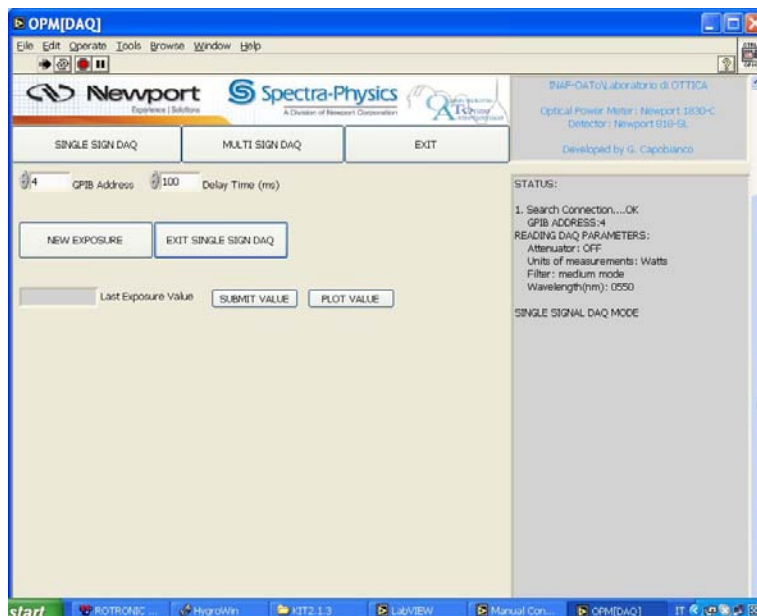 OPM[DAQ]
File Edit Operate Tools Browse Window Help
Newport
Experience | Solutions
Spectra-Physics
A Division of Newport Corporation
INAF-OATo\Laboratorio di OTTICA
Optical Power Meter: Newport 1830-C
Detector: Newport 818-SL
Developed by G. Capobianco
SINGLE SIGN DAQ
MULTI SIGN DAQ
EXIT
4 GPIB Address 100 Delay Time (ms)
NEW EXPOSURE
EXIT SINGLE SIGN DAQ
Last Exposure Value
SUBMIT VALUE
PLOT VALUE
STATUS:
1. Search Connection....OK
GPIB ADDRESS:4
READING DAQ PARAMETERS:
Attenuator: OFF
Units of measurements: Watts
Filter: medium mode
Wavelength(nm): 0550
SINGLE SIGNAL DAQ MODE
start
ROTRONIC ...
HygroWin
KIT2.1.3
LabVIEW
Manual Con...
OPM[DAQ]
IT